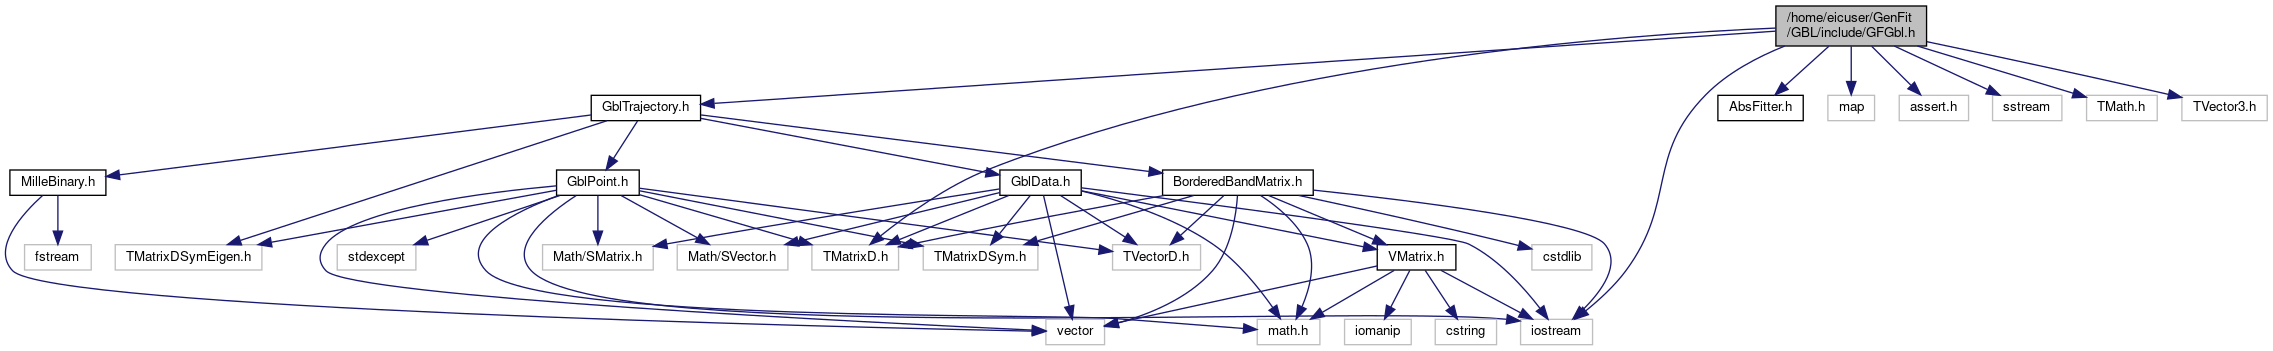 /home/eicuser/GenFit
/GBL/include/GFGbl.h
GblTrajectory.h
AbsFitter.h
map
assert.h
sstream
TMath.h
TVector3.h
MilleBinary.h
GblPoint.h
GblData.h
BorderedBandMatrix.h
fstream
TMatrixDSymEigen.h
stdexcept
Math/SMatrix.h
Math/SVector.h
TMatrixD.h
TMatrixDSym.h
TVectorD.h
VMatrix.h
cstdlib
vector
math.h
iomanip
cstring
iostream